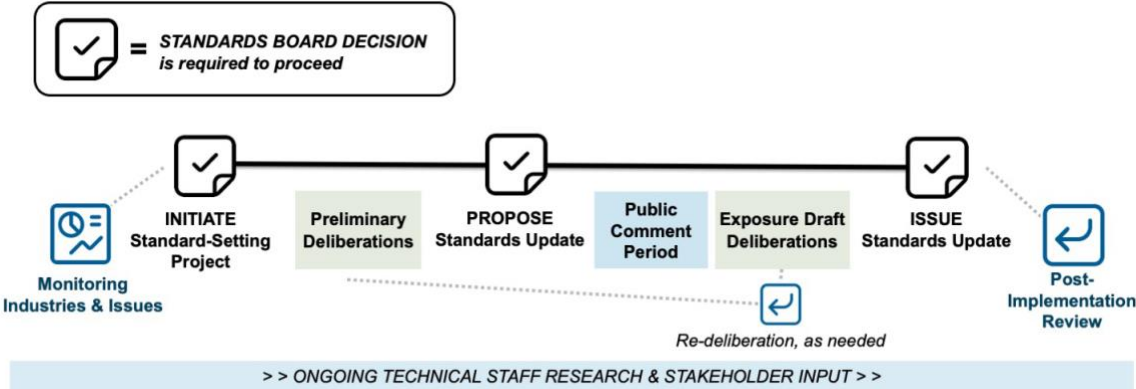 = STANDARDS BOARD DECISION
is required to proceed
INITIATE
Standard-Setting
Project
Preliminary
Deliberations
PROPOSE
Standards Update
Public
Comment
Period
Exposure Draft
Deliberations
ISSUE
Standards Update
Monitoring
Industries & Issues
Post-
Implementation
Review
Re-deliberation, as needed
> > ONGOING TECHNICAL STAFF RESEARCH & STAKEHOLDER INPUT > >